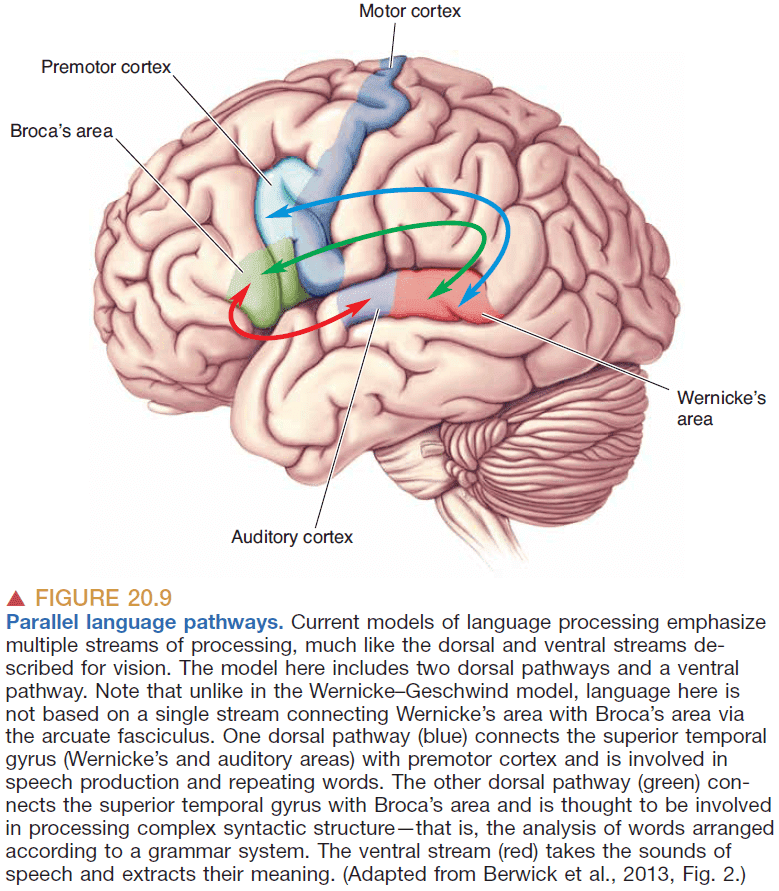 Motor cortex
Premotor cortex
Broca's area
Wernicke's
area
Auditory cortex
▲ FIGURE 20.9
Parallel language pathways. Current models of language processing emphasize
multiple streams of processing, much like the dorsal and ventral streams de-
scribed for vision. The model here includes two dorsal pathways and a ventral
pathway. Note that unlike in the Wernicke–Geschwind model, language here is
not based on a single stream connecting Wernicke's area with Broca's area via
the arcuate fasciculus. One dorsal pathway (blue) connects the superior temporal
gyrus (Wernicke's and auditory areas) with premotor cortex and is involved in
speech production and repeating words. The other dorsal pathway (green) con-
nects the superior temporal gyrus with Broca's area and is thought to be involved
in processing complex syntactic structure—that is, the analysis of words arranged
according to a grammar system. The ventral stream (red) takes the sounds of
speech and extracts their meaning. (Adapted from Berwick et al., 2013, Fig. 2.)